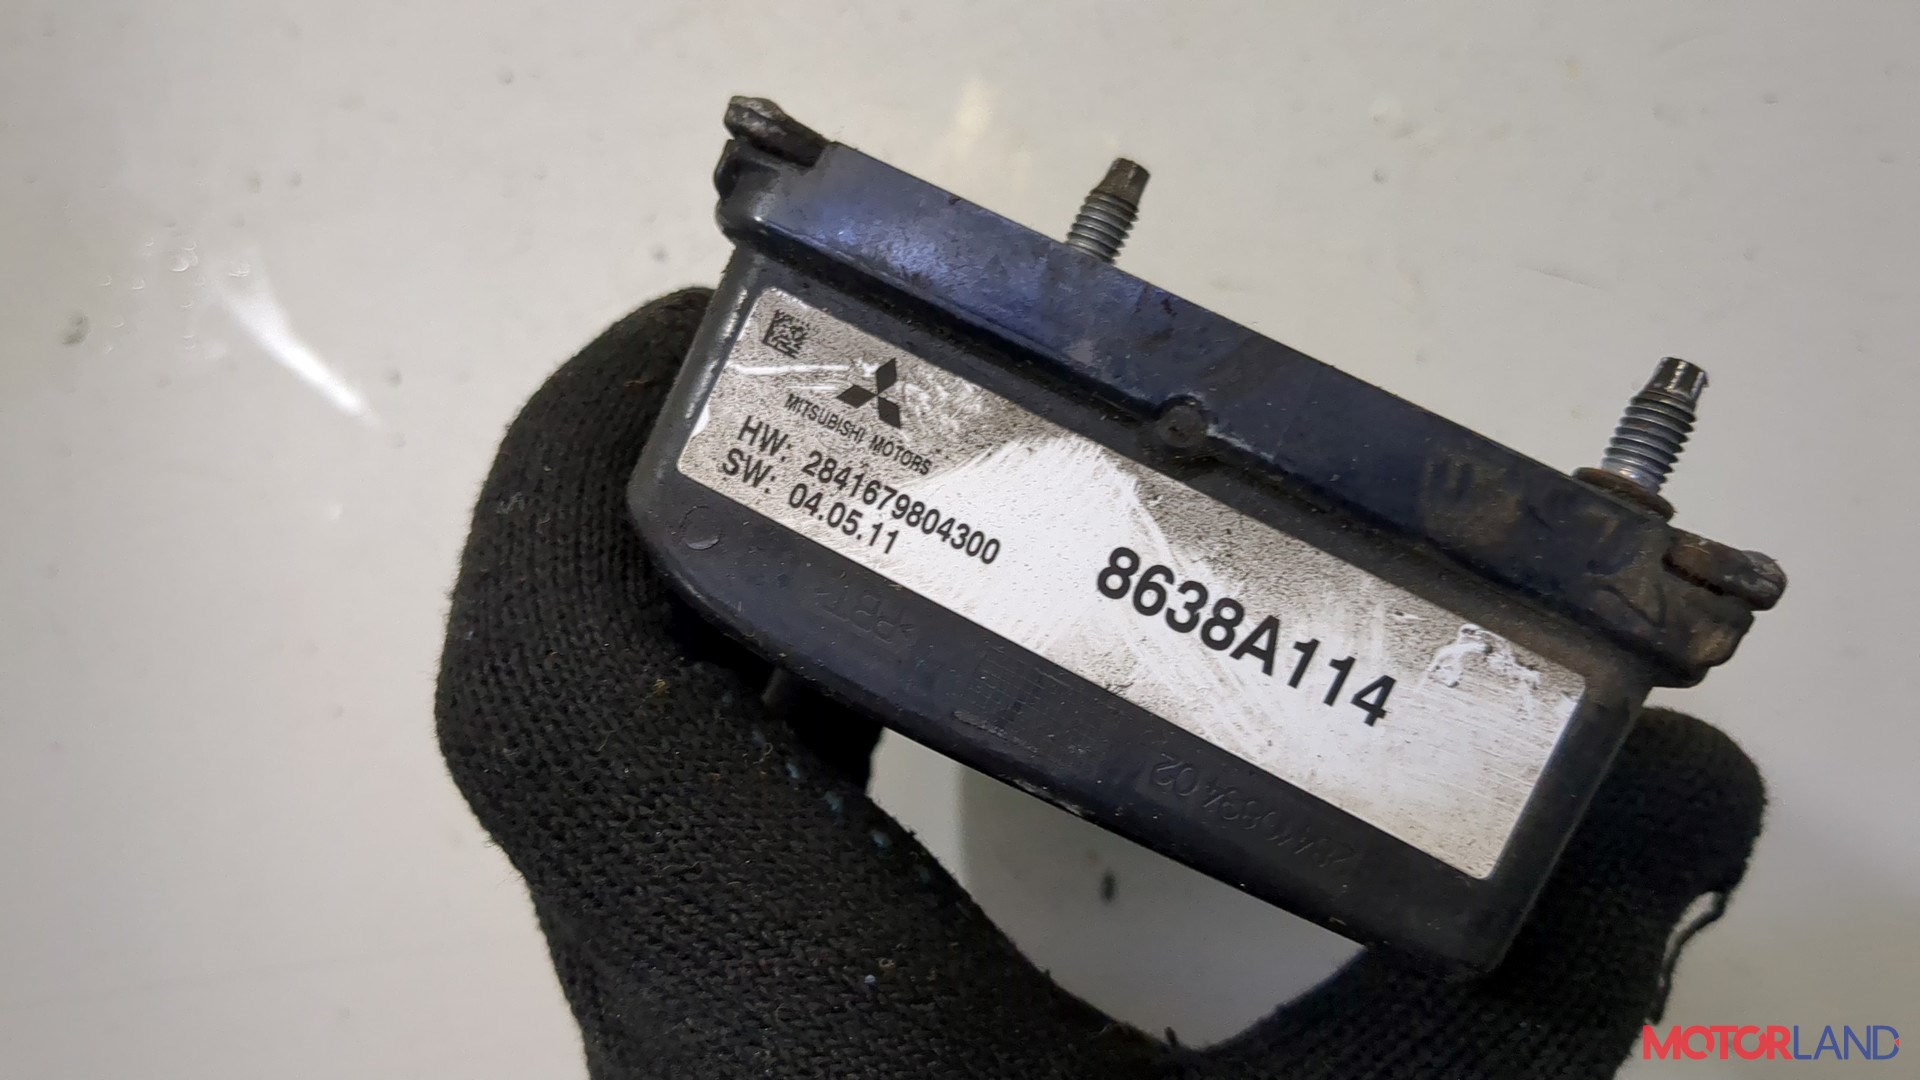 MITSUBISHI MOTORS
HW: 2841679804300
SW: 04.05.11
8638A114
MOTORLAND